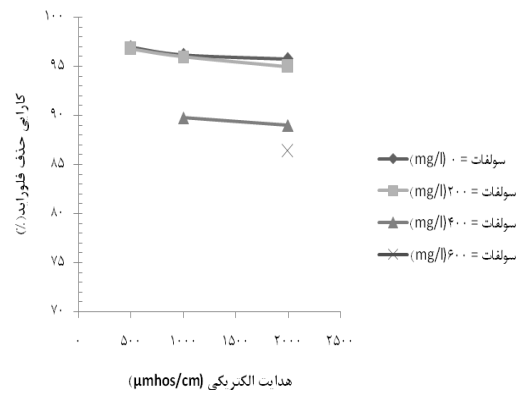 ۱۰۰
۹۵
۹۰
۸۵
۸۰
۷۵
۷۰
کارایی حذف فلوراید(٪)
۰ ۵۰۰ ۱۰۰۰ ۱۵۰۰ ۲۰۰۰ ۲۵۰۰
هدایت الکتریکی (µmhos/cm)
سولفات = ۰ (mg/l)
سولفات = ۲۰۰(mg/l)
سولفات = ۴۰۰(mg/l)
سولفات = ۶۰۰(mg/l)